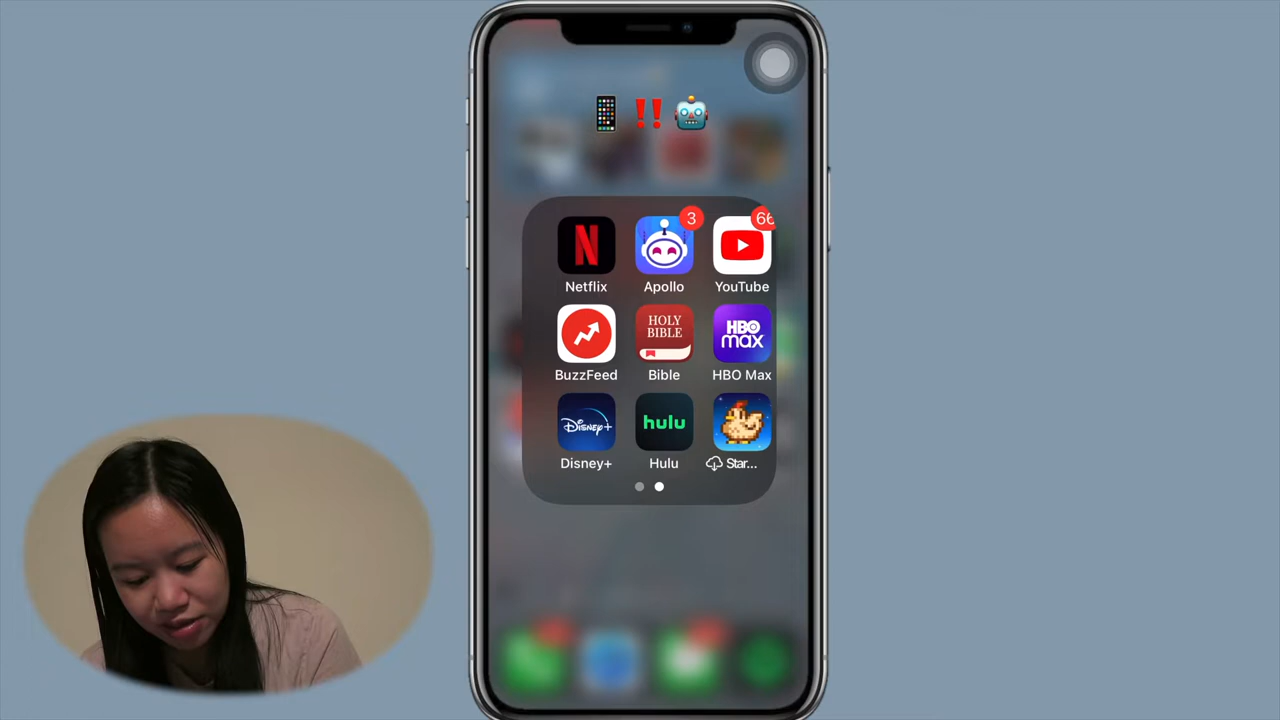 📱 ‼️ 🤖
3
66
N
Netflix Apollo YouTube
HOLY BIBLE
HBO max
BuzzFeed Bible HBO Max
Disney+
hulu
Disney+ Hulu Star...